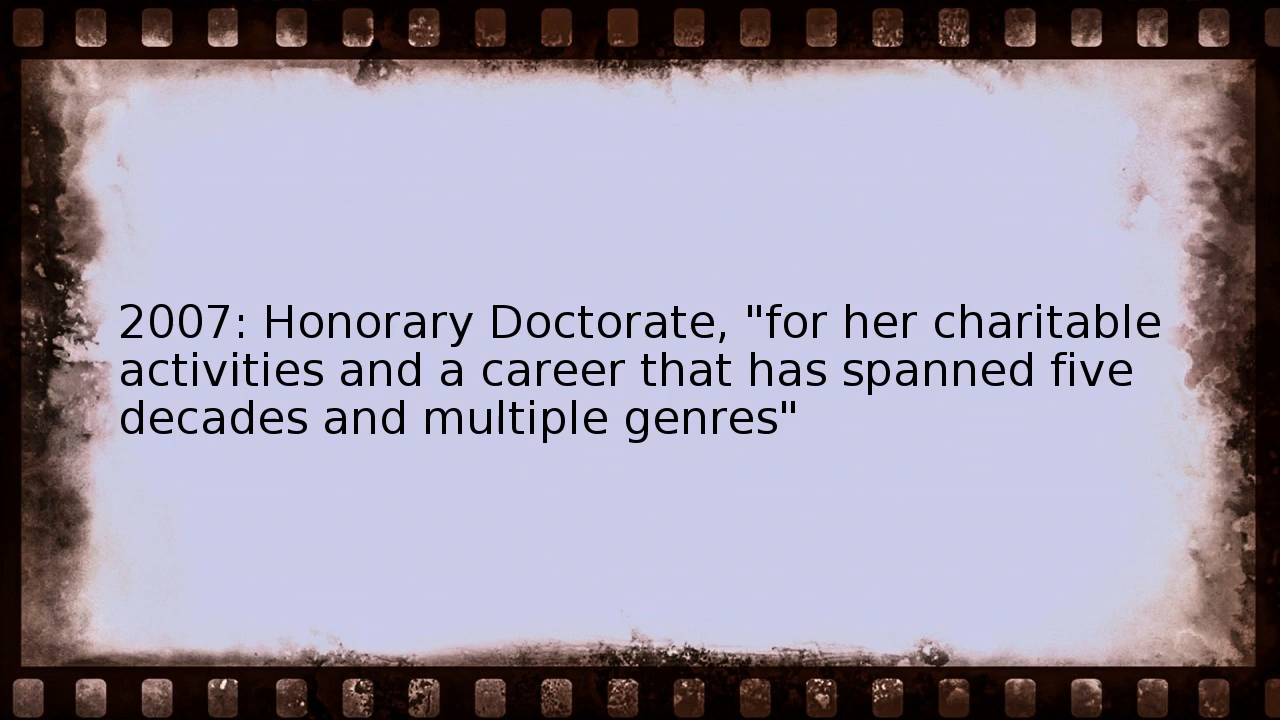 2007: Honorary Doctorate, "for her charitable
activities and a career that has spanned five
decades and multiple genres"